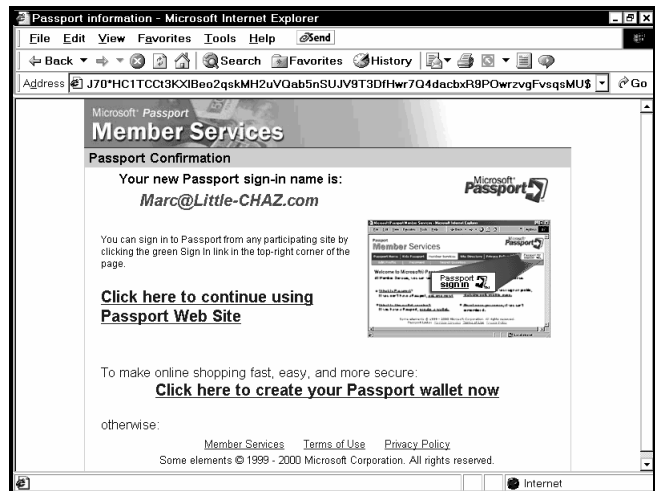 Passport information - Microsoft Internet Explorer
File Edit View Favorites Tools Help Send
Back Search Favorites History
Address J70*HC1TCCt3KXIBeo2qskMH2uVQab5nSUJV9T3DfHwr7Q4dacbxR9POwrzvgFvsqsMU$ Go
Microsoft Passport
Member Services
Passport Confirmation
Your new Passport sign-in name is:
Marc@Little-CHAZ.com
Microsoft
Passport
You can sign in to Passport from any participating site by
clicking the green Sign In link in the top-right corner of the
page.
Member Services
Passport
Passport
sign in
Click here to continue using
Passport Web Site
To make online shopping fast, easy, and more secure:
Click here to create your Passport wallet now
otherwise:
Member Services Terms of Use Privacy Policy
Some elements © 1999 - 2000 Microsoft Corporation. All rights reserved.
Internet